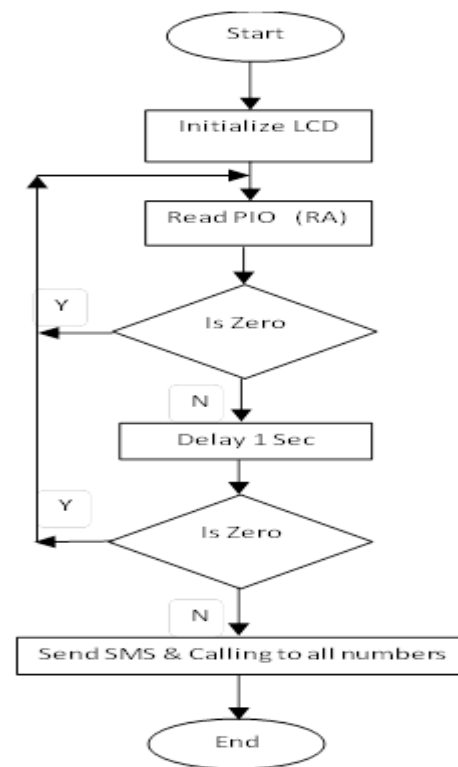 Start
Initialize LCD
Read PIO (RA)
Y
Is Zero
N
Delay 1 Sec
Y
Is Zero
N
Send SMS & Calling to all numbers
End